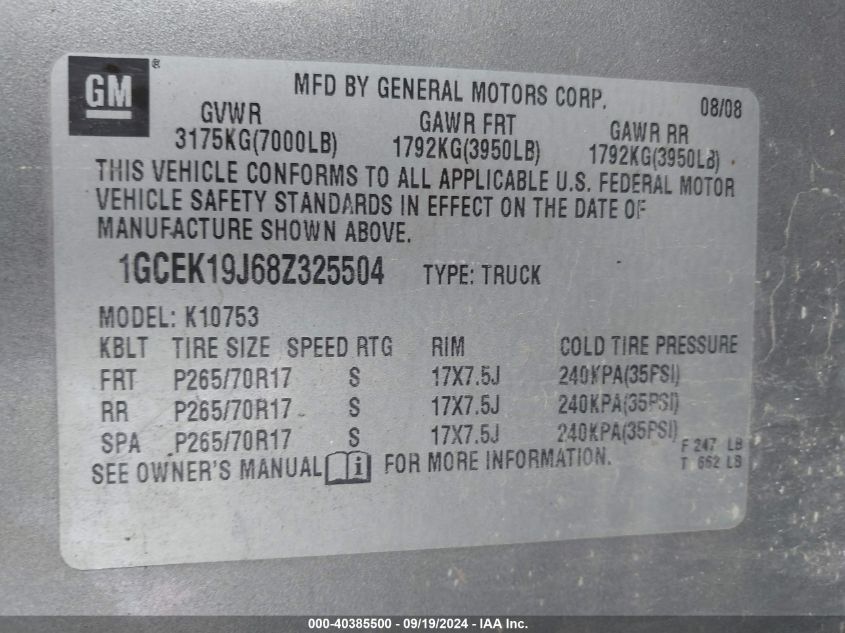 GM®
MFD BY GENERAL MOTORS CORP. 08/08
GVWR GAWR FRT GAWR RR
3175KG(7000LB) 1792KG(3950LB) 1792KG(3950LB)
THIS VEHICLE CONFORMS TO ALL APPLICABLE U.S. FEDERAL MOTOR
VEHICLE SAFETY STANDARDS IN EFFECT ON THE DATE OF
MANUFACTURE SHOWN ABOVE.
1GCEK19J68Z325504 TYPE: TRUCK
MODEL: K10753
KBLT TIRE SIZE SPEED RTG RIM COLD TIRE PRESSURE
FRT P265/70R17 S 17X7.5J 240KPA(35PSI)
RR P265/70R17 S 17X7.5J 240KPA(35PSI)
SPA P265/70R17 S 17X7.5J 240KPA(35PSI)
F 247 LB
T 662 LB
SEE OWNER'S MANUAL FOR MORE INFORMATION.
000-40385500 - 09/19/2024 - IAA Inc.